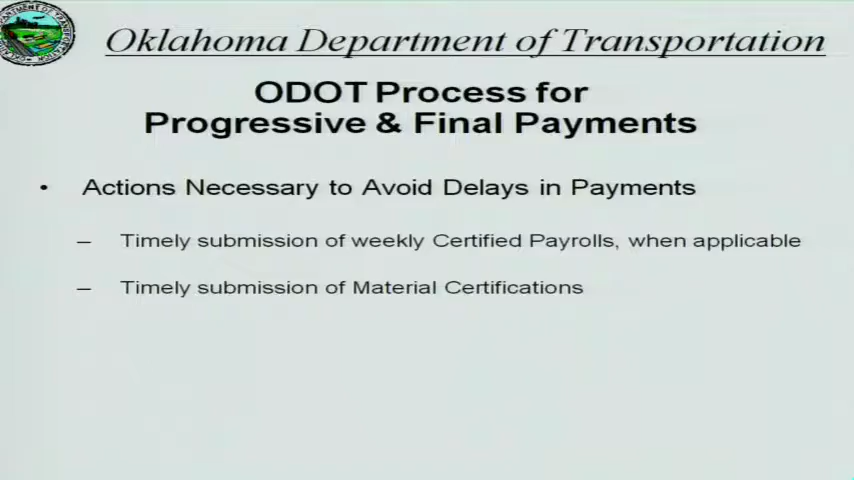 Oklahoma Department of Transportation
ODOT Process for
Progressive & Final Payments
• Actions Necessary to Avoid Delays in Payments
– Timely submission of weekly Certified Payrolls, when applicable
– Timely submission of Material Certifications